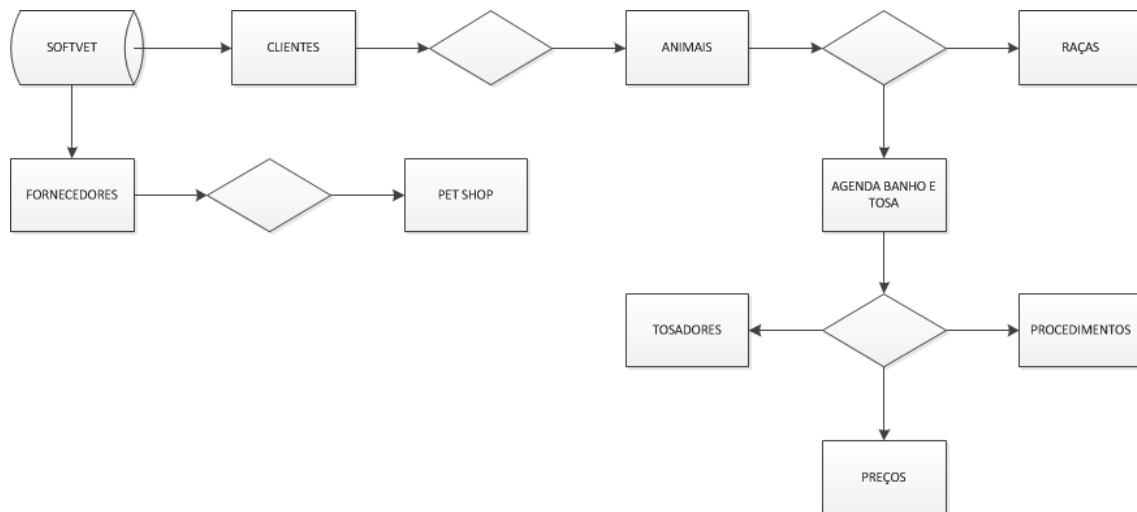 SOFTVET
CLIENTES
ANIMAIS
RAÇAS
FORNECEDORES
PET SHOP
AGENDA BANHO E
TOSA
TOSADORES
PROCEDIMENTOS
PREÇOS